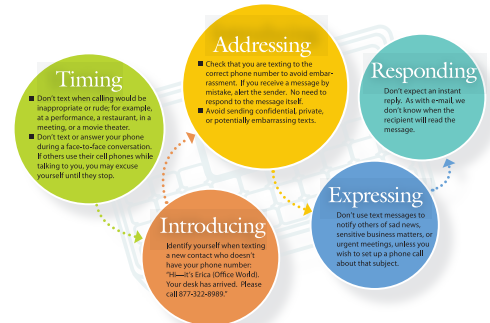 Timing
■ Don't text when calling would be
inappropriate or rude; for example,
at a performance, a restaurant, in a
meeting, or a movie theater.
■ Don't text or answer your phone
during a face-to-face conversation.
If others use their cell phones while
talking to you, you may excuse
yourself until they stop.
Introducing
Identify yourself when texting
a new contact who doesn't
have your phone number:
"Hi—it's Erica (Office World).
Your desk has arrived. Please
call 877-322-8989."
Addressing
■ Check that you are texting to the
correct phone number to avoid embar-
rassment. If you receive a message by
mistake, alert the sender. No need to
respond to the message itself.
■ Avoid sending confidential, private,
or potentially embarrassing texts.
Expressing
Don't use text messages to
notify others of sad news,
sensitive business matters, or
urgent meetings, unless you
wish to set up a phone call
about that subject.
Responding
Don't expect an instant
reply. As with e-mail, we
don't know when the
recipient will read the
message.